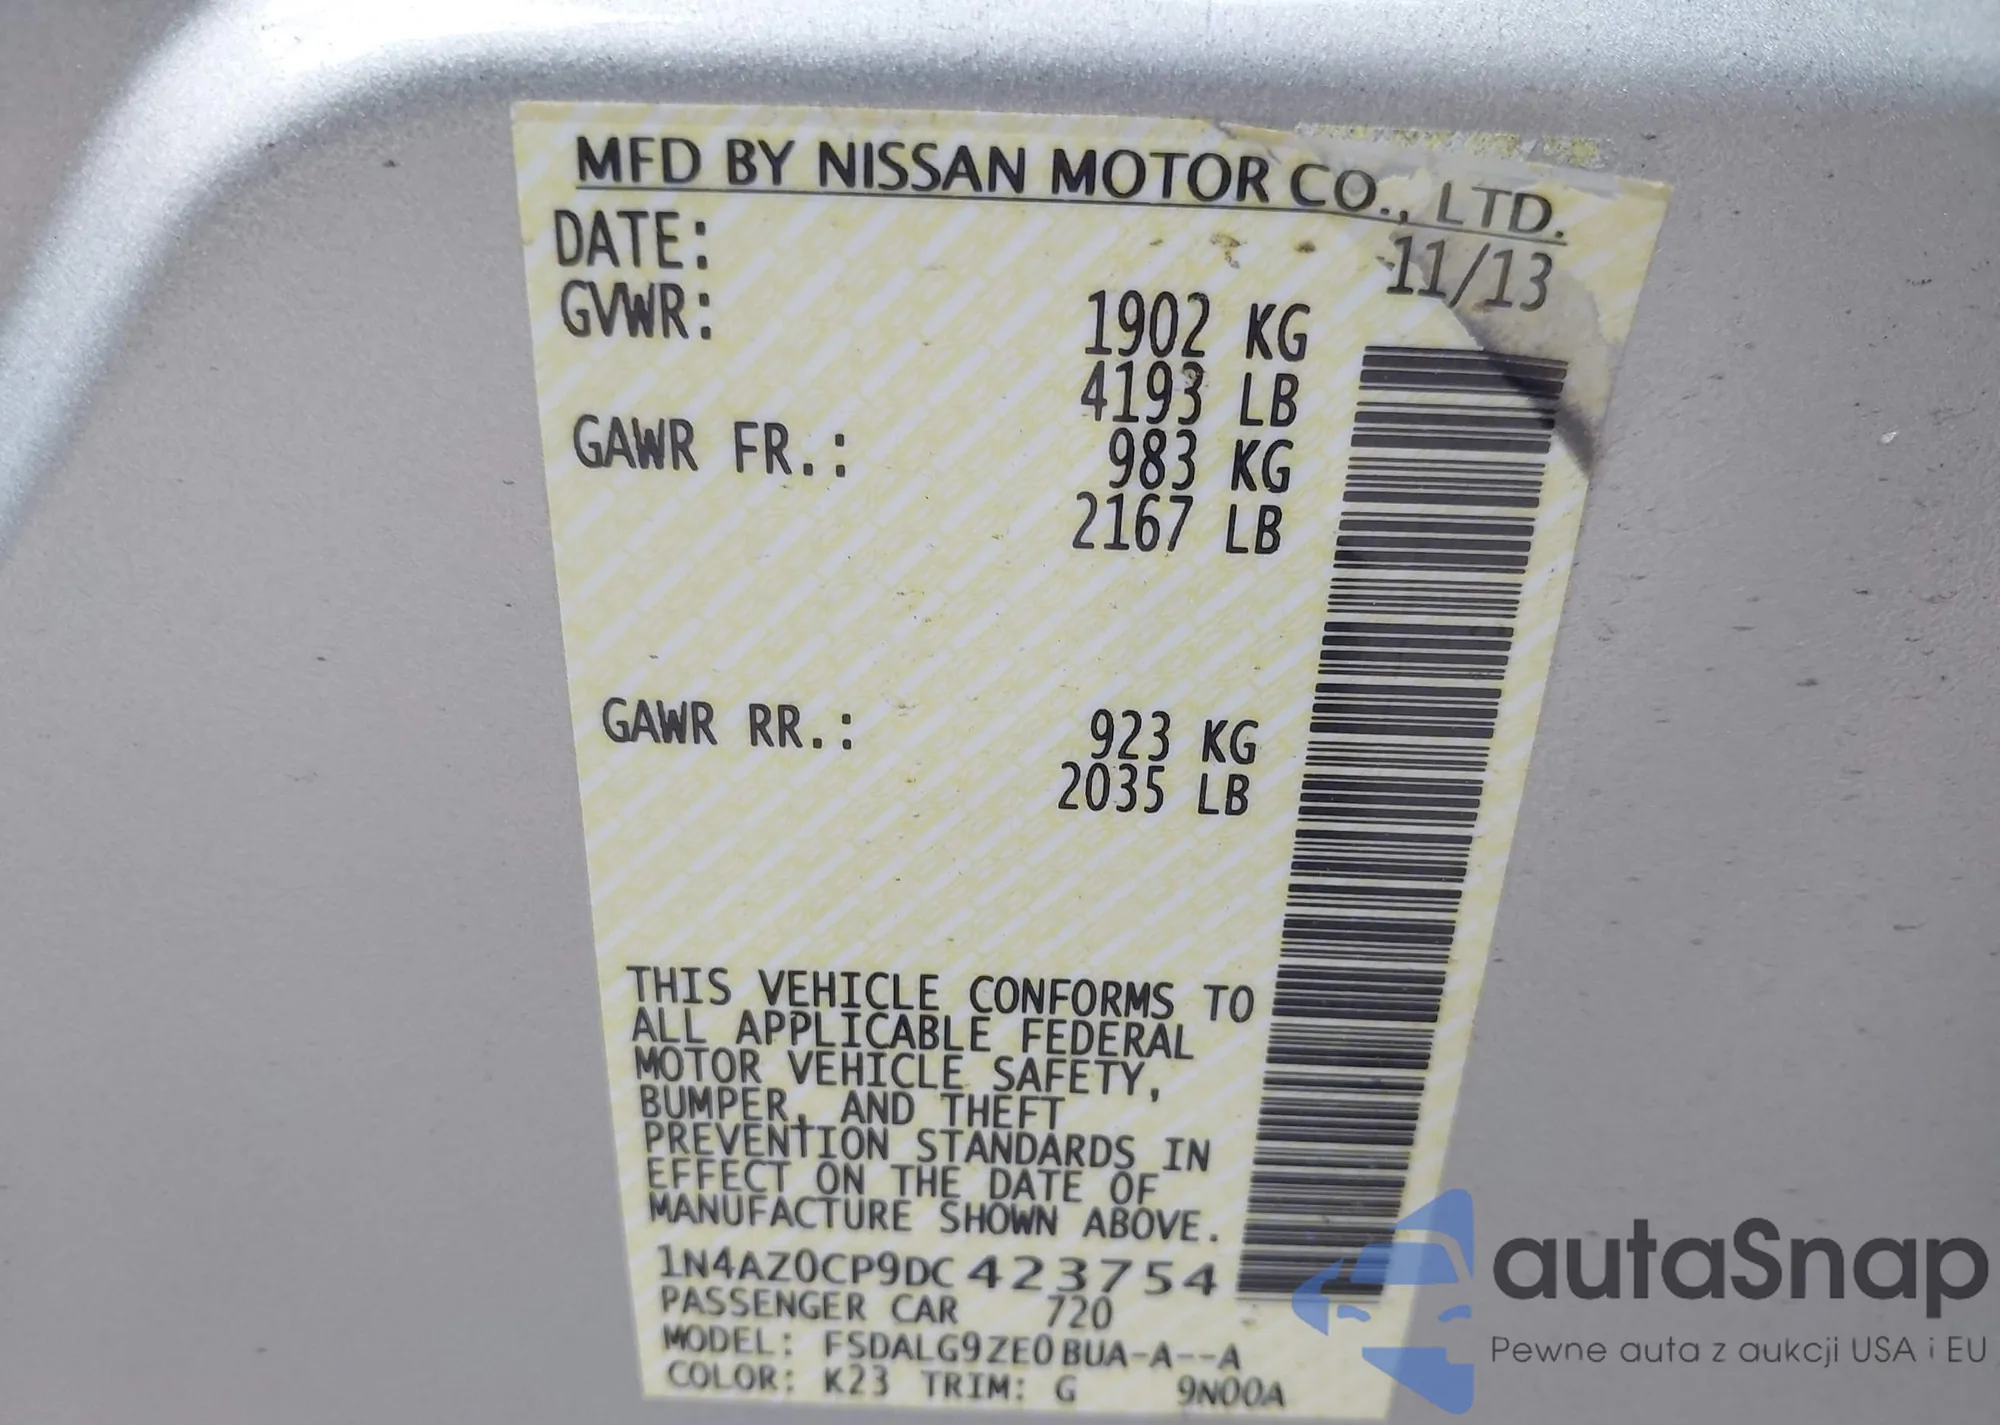 MFD BY NISSAN MOTOR CO., LTD.
DATE: 11/13
GVWR: 1902 KG
4193 LB
GAWR FR.: 983 KG
2167 LB
GAWR RR.: 923 KG
2035 LB
THIS VEHICLE CONFORMS TO
ALL APPLICABLE FEDERAL
MOTOR VEHICLE SAFETY,
BUMPER, AND THEFT
PREVENTION STANDARDS IN
EFFECT ON THE DATE OF
MANUFACTURE SHOWN ABOVE.
1N4AZ0CP9DC423754
PASSENGER CAR 720
MODEL: FSDALG9ZE0BUA-A--A
COLOR: K23 TRIM: G 9N00A
autaSnap
Pewne auta z aukcji USA i EU